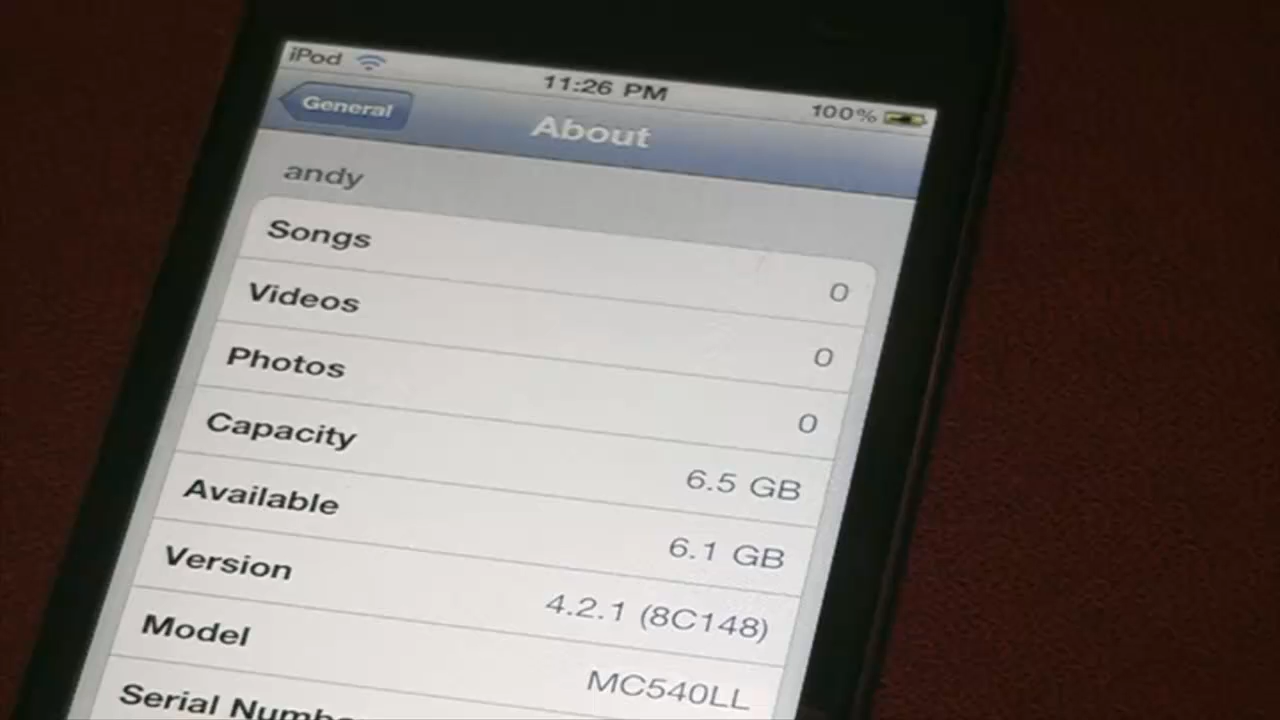 iPod 11:26 PM 100%
General About
andy
Songs 0
Videos 0
Photos 0
Capacity 6.5 GB
Available 6.1 GB
Version 4.2.1 (8C148)
Model MC540LL
Serial